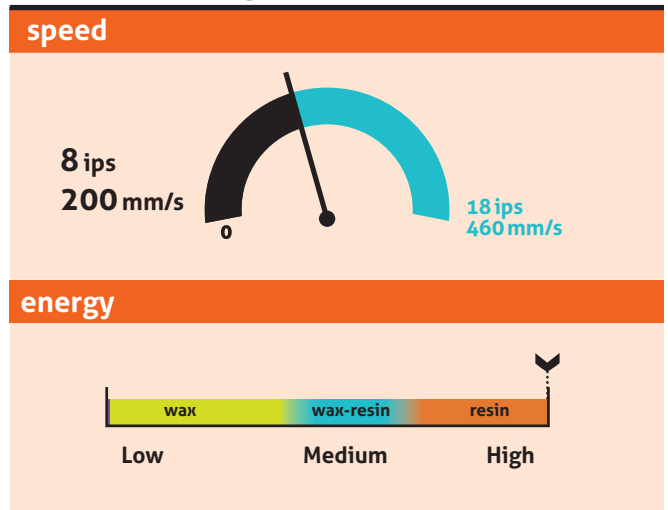 speed
8 ips
200 mm/s
0
18 ips
460 mm/s
energy
wax wax-resin resin
Low Medium High